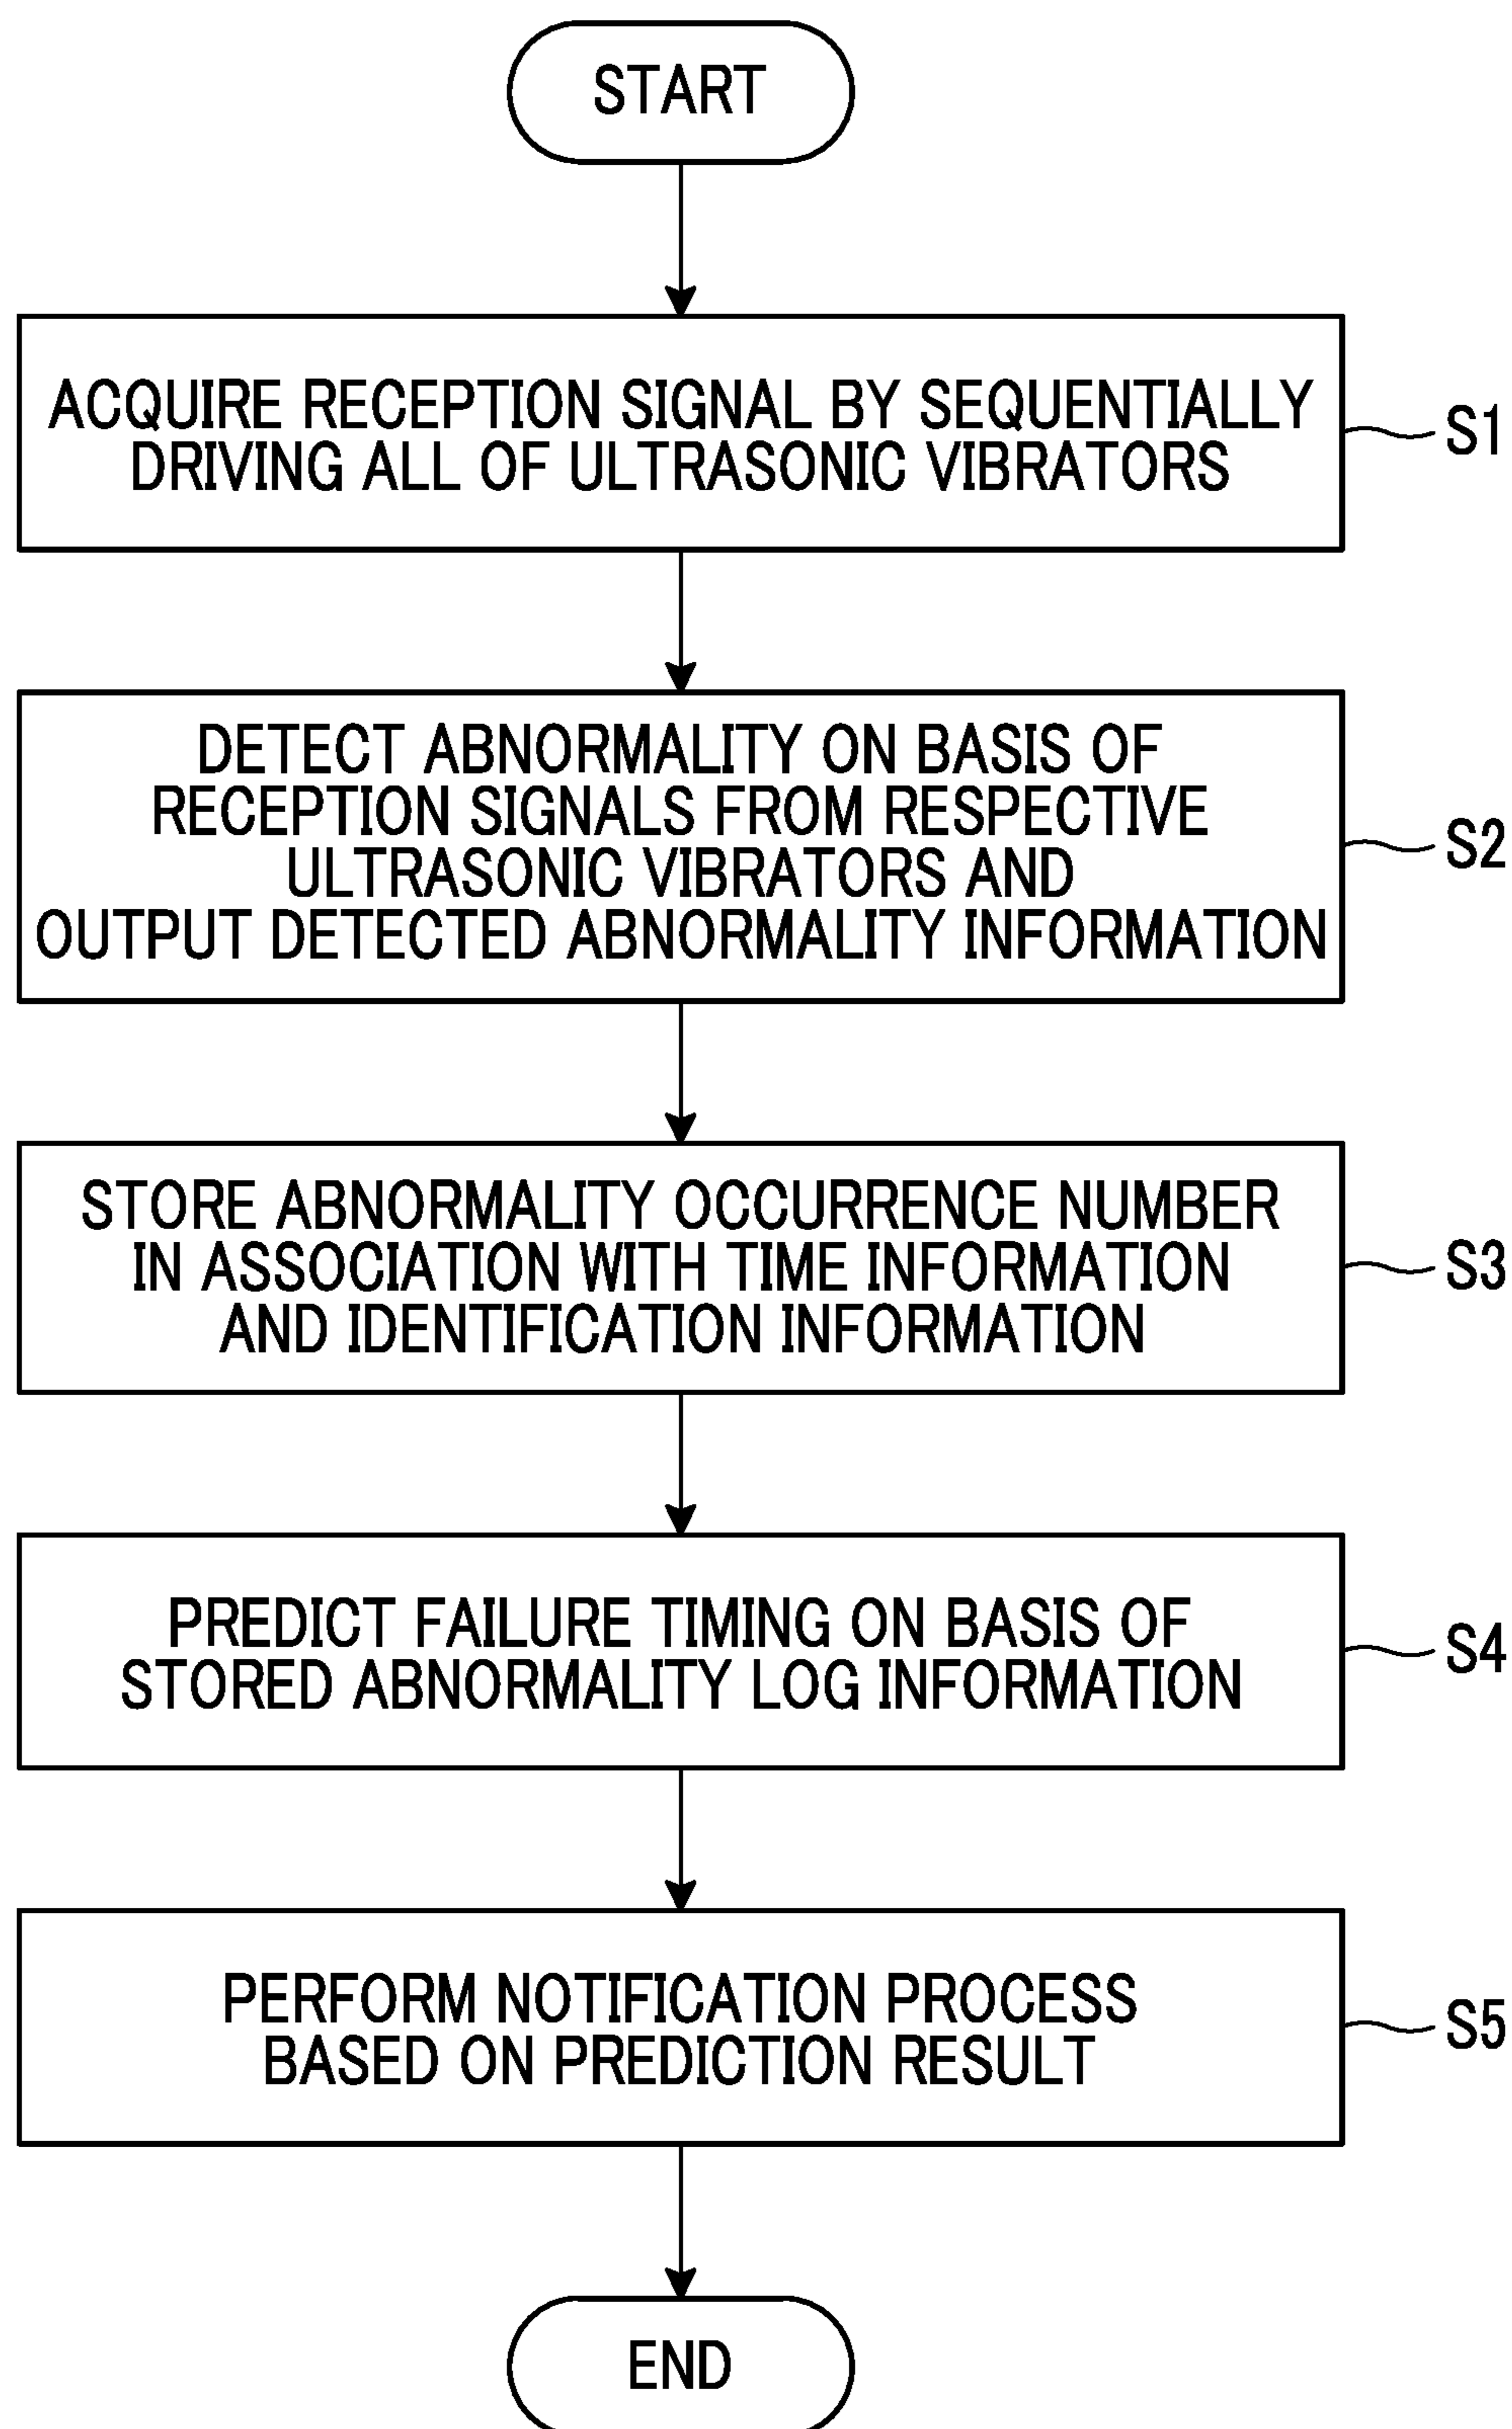 START
ACQUIRE RECEPTION SIGNAL BY SEQUENTIALLY
DRIVING ALL OF ULTRASONIC VIBRATORS
S1
DETECT ABNORMALITY ON BASIS OF
RECEPTION SIGNALS FROM RESPECTIVE
ULTRASONIC VIBRATORS AND
OUTPUT DETECTED ABNORMALITY INFORMATION
S2
STORE ABNORMALITY OCCURRENCE NUMBER
IN ASSOCIATION WITH TIME INFORMATION
AND IDENTIFICATION INFORMATION
S3
PREDICT FAILURE TIMING ON BASIS OF
STORED ABNORMALITY LOG INFORMATION
S4
PERFORM NOTIFICATION PROCESS
BASED ON PREDICTION RESULT
S5
END